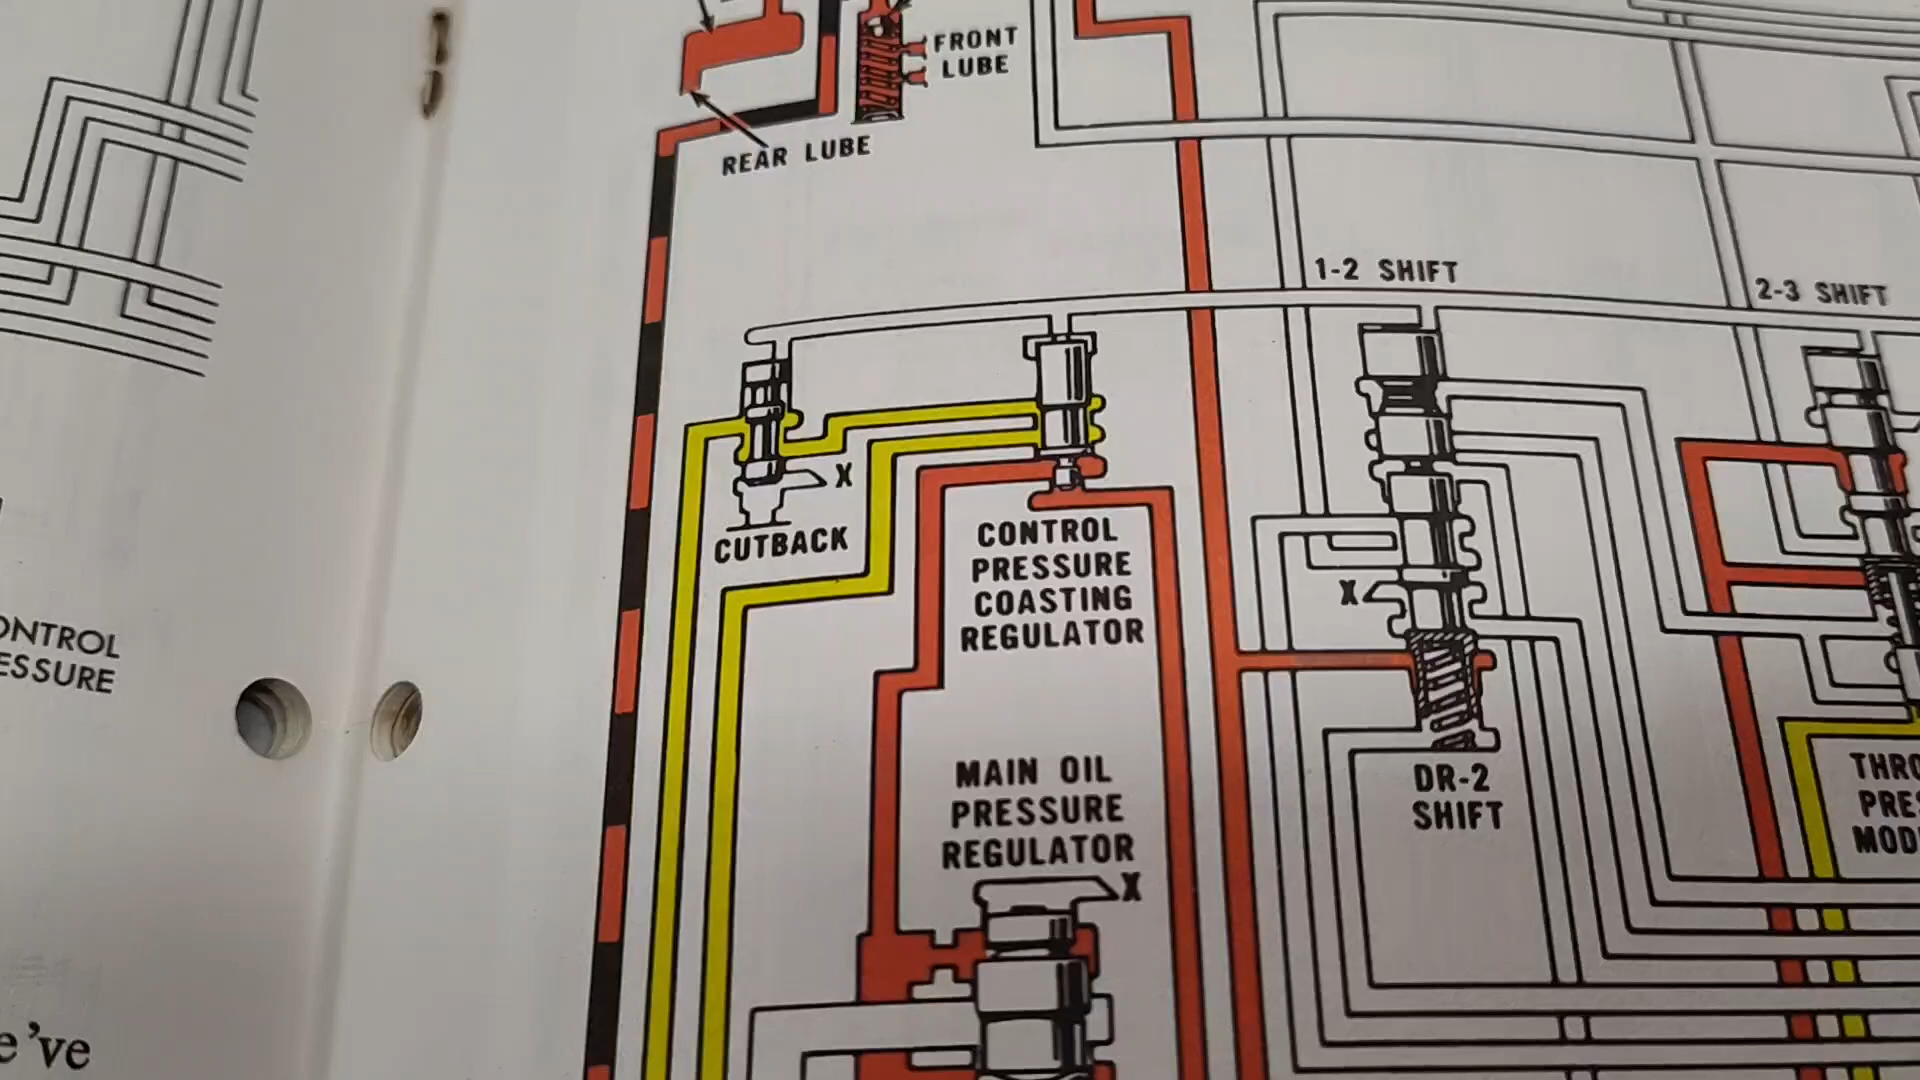 FRONT
LUBE
REAR LUBE
1-2 SHIFT
2-3 SHIFT
X
CUTBACK
CONTROL
PRESSURE
COASTING
REGULATOR
X
DR-2
SHIFT
MAIN OIL
PRESSURE
REGULATOR
X
THRO
PRES
MOD
ONTROL
ESSURE
e 've